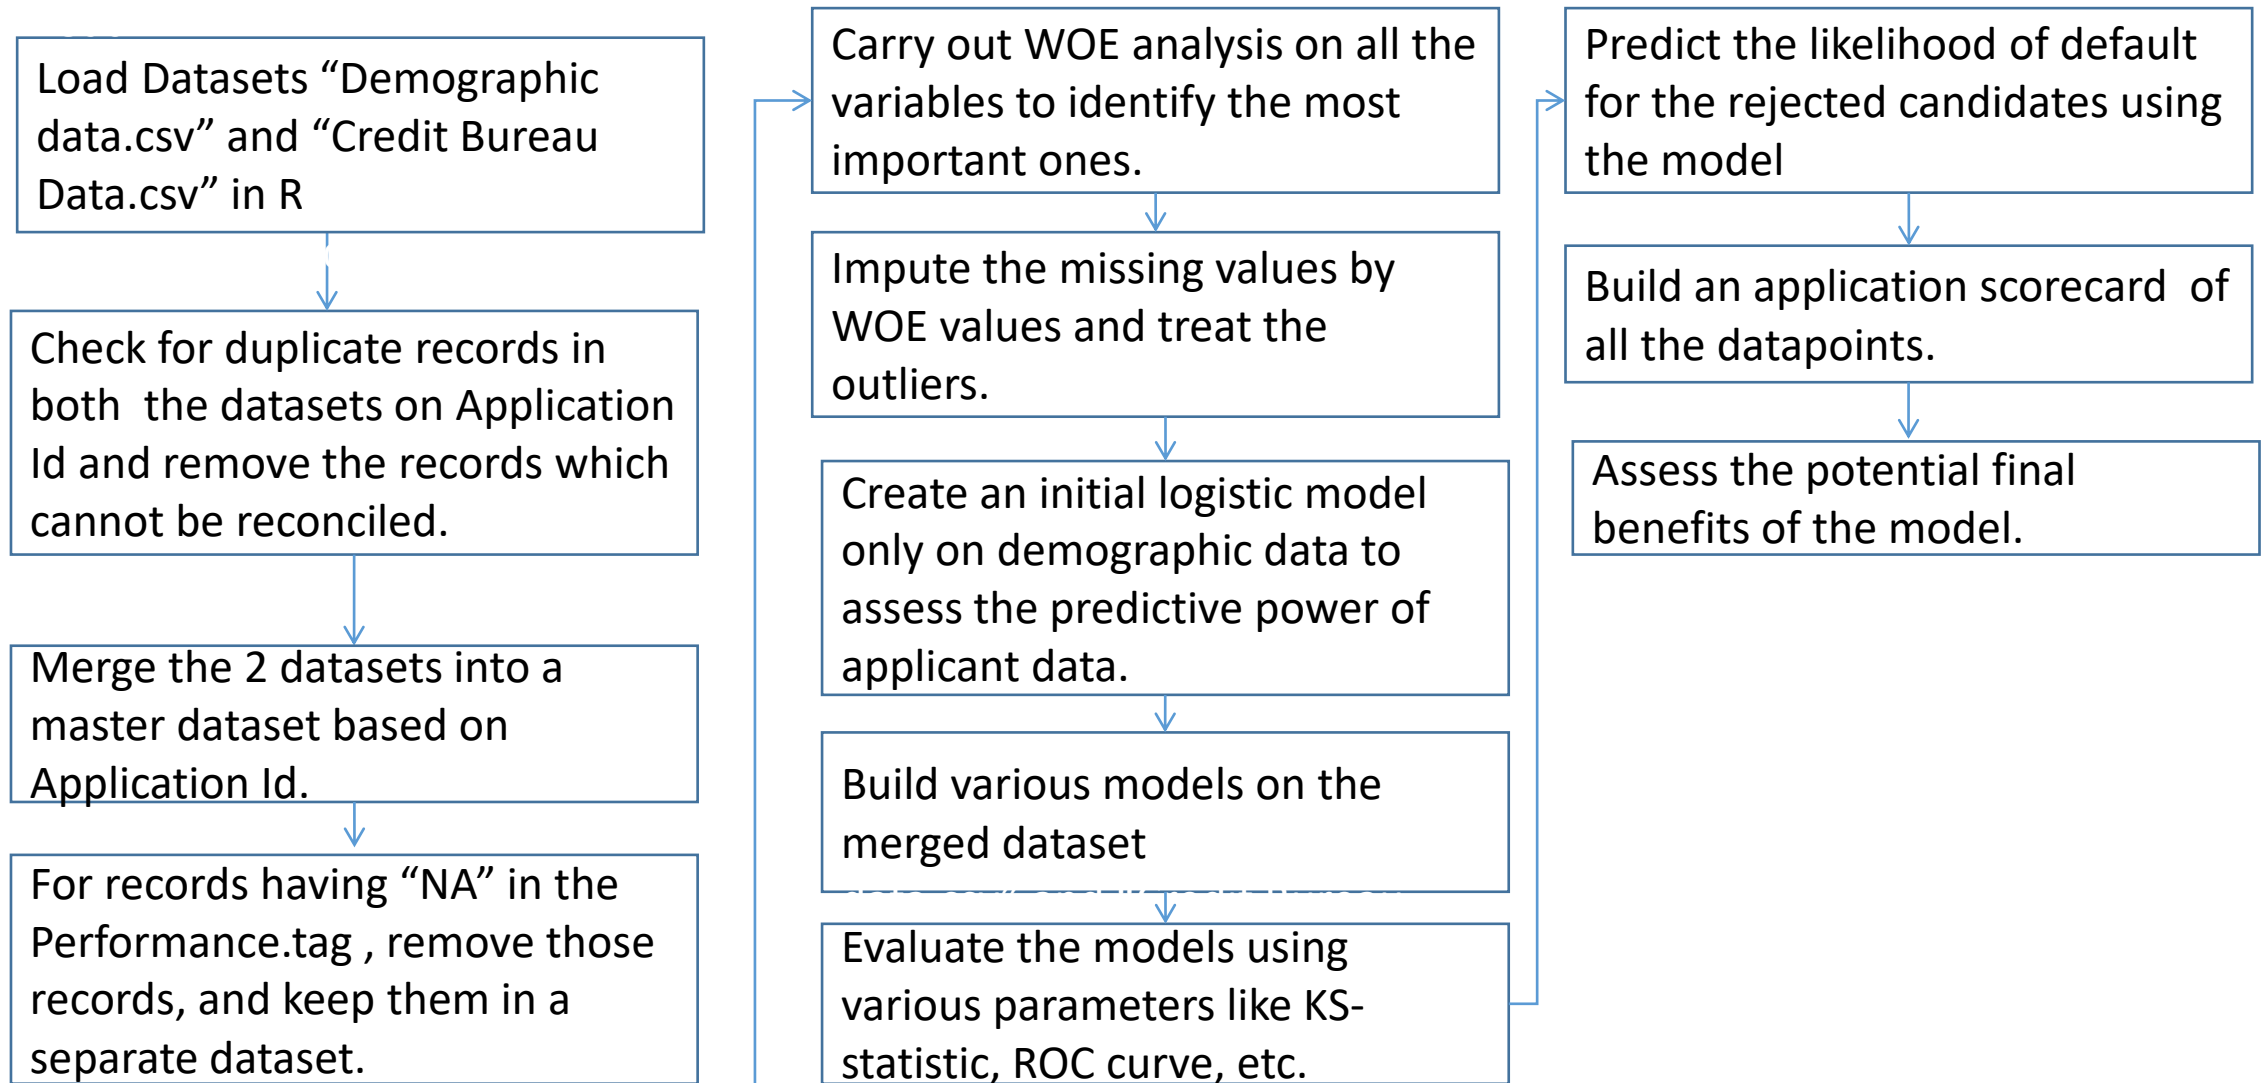 Load Datasets “Demographic
data.csv” and “Credit Bureau
Data.csv” in R
Check for duplicate records in
both  the datasets on Application
Id and remove the records which
cannot be reconciled.
Merge the 2 datasets into a
master dataset based on
Application Id.
For records having “NA” in the
Performance.tag , remove those
records, and keep them in a
separate dataset.
Carry out WOE analysis on all the
variables to identify the most
important ones.
Impute the missing values by
WOE values and treat the
outliers.
Create an initial logistic model
only on demographic data to
assess the predictive power of
applicant data.
Build various models on the
merged dataset
Evaluate the models using
various parameters like KS-
statistic, ROC curve, etc.
Predict the likelihood of default
for the rejected candidates using
the model
Build an application scorecard  of
all the datapoints.
Assess the potential final
benefits of the model.